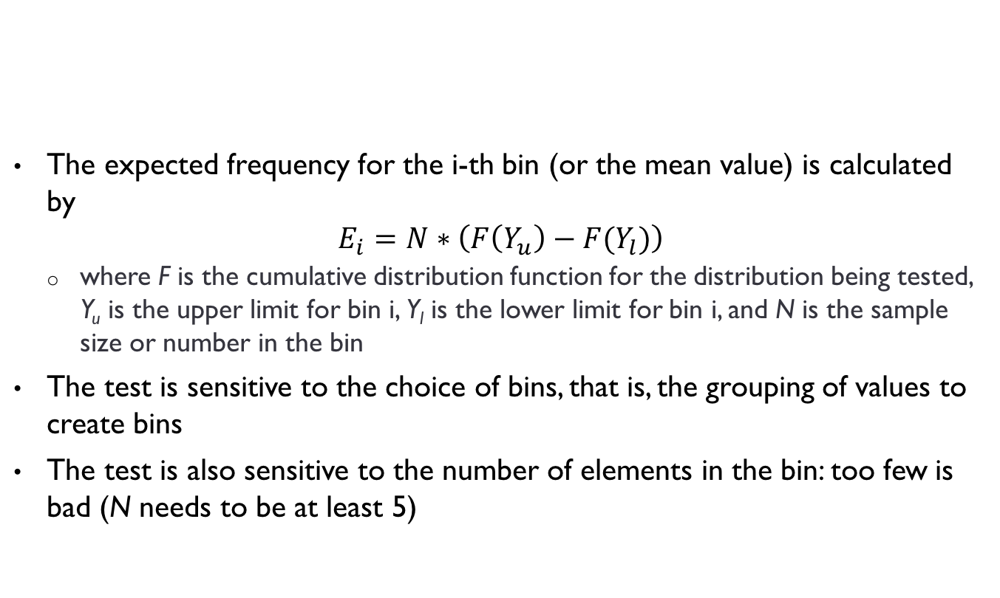 • The expected frequency for the i-th bin (or the mean value) is calculated
by
E_i = N * (F(Y_u) − F(Y_l))
○ where F is the cumulative distribution function for the distribution being tested,
Y_u is the upper limit for bin i, Y_l is the lower limit for bin i, and N is the sample
size or number in the bin
• The test is sensitive to the choice of bins, that is, the grouping of values to
create bins
• The test is also sensitive to the number of elements in the bin: too few is
bad (N needs to be at least 5)